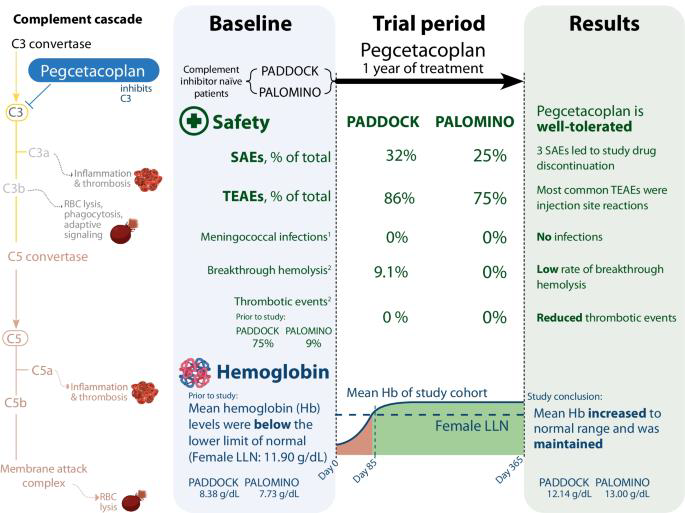 Complement cascade
C3 convertase
Pegcetacoplan
inhibits
C3
C3
C3a
Inflammation
& thrombosis
C3b
RBC lysis,
phagocytosis,
adaptive
signaling
C5 convertase
C5
C5a
Inflammation
& thrombosis
C5b
Membrane attack
complex
RBC
lysis
Baseline
Trial period
Results
Pegcetacoplan
1 year of treatment
Complement
inhibitor naïve
patients
PADDOCK
PALOMINO
Safety
PADDOCK PALOMINO
Pegcetacoplan is
well-tolerated
SAEs, % of total 32% 25%
3 SAEs led to study drug
discontinuation
TEAEs, % of total 86% 75%
Most common TEAEs were
injection site reactions
Meningococcal infections¹ 0% 0% No infections
Breakthrough hemolysis² 9.1% 0%
Low rate of breakthrough
hemolysis
Thrombotic events²
Prior to study:
PADDOCK PALOMINO
75% 9%
0 % 0% Reduced thrombotic events
Hemoglobin
Prior to study:
Mean hemoglobin (Hb)
levels were below the
lower limit of normal
(Female LLN: 11.90 g/dL)
PADDOCK PALOMINO
8.38 g/dL 7.73 g/dL
Mean Hb of study cohort
Female LLN
Day 0
Day 85
Day 365
Study conclusion:
Mean Hb increased to
normal range and was
maintained
PADDOCK PALOMINO
12.14 g/dL 13.00 g/dL